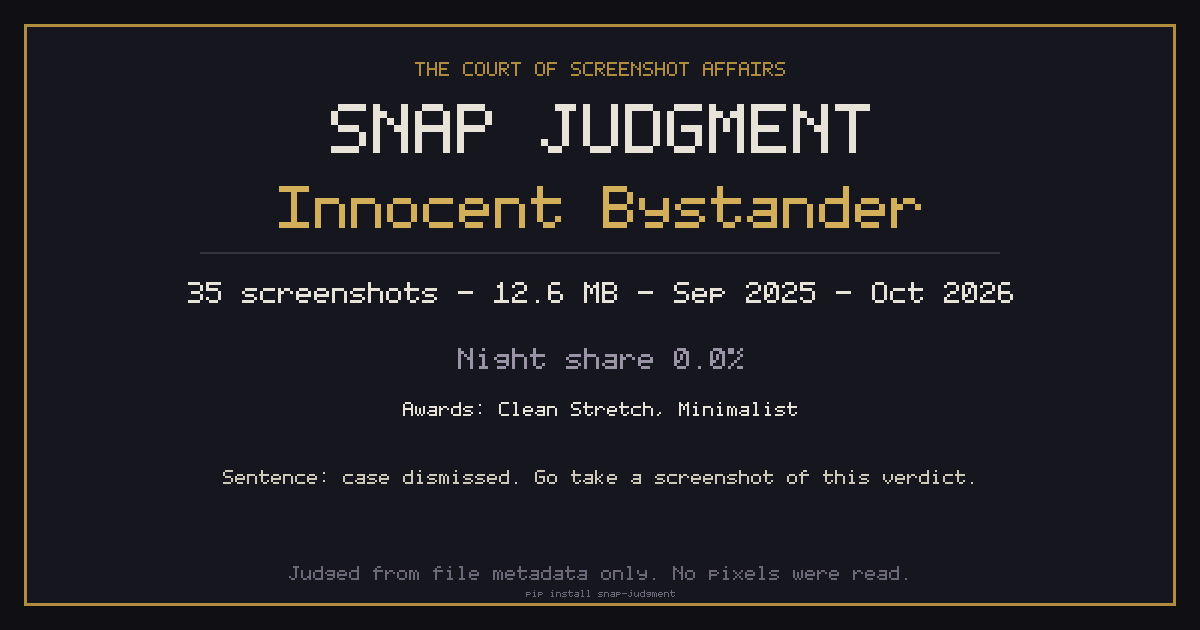 THE COURT OF SCREENSHOT AFFAIRS
SNAP JUDGMENT
Innocent Bystander
35 screenshots - 12.6 MB - Sep 2025 - Oct 2026
Night share 0.0%
Awards: Clean Stretch, Minimalist
Sentence: case dismissed. Go take a screenshot of this verdict.
Judged from file metadata only. No pixels were read.
pip install snap-judgment